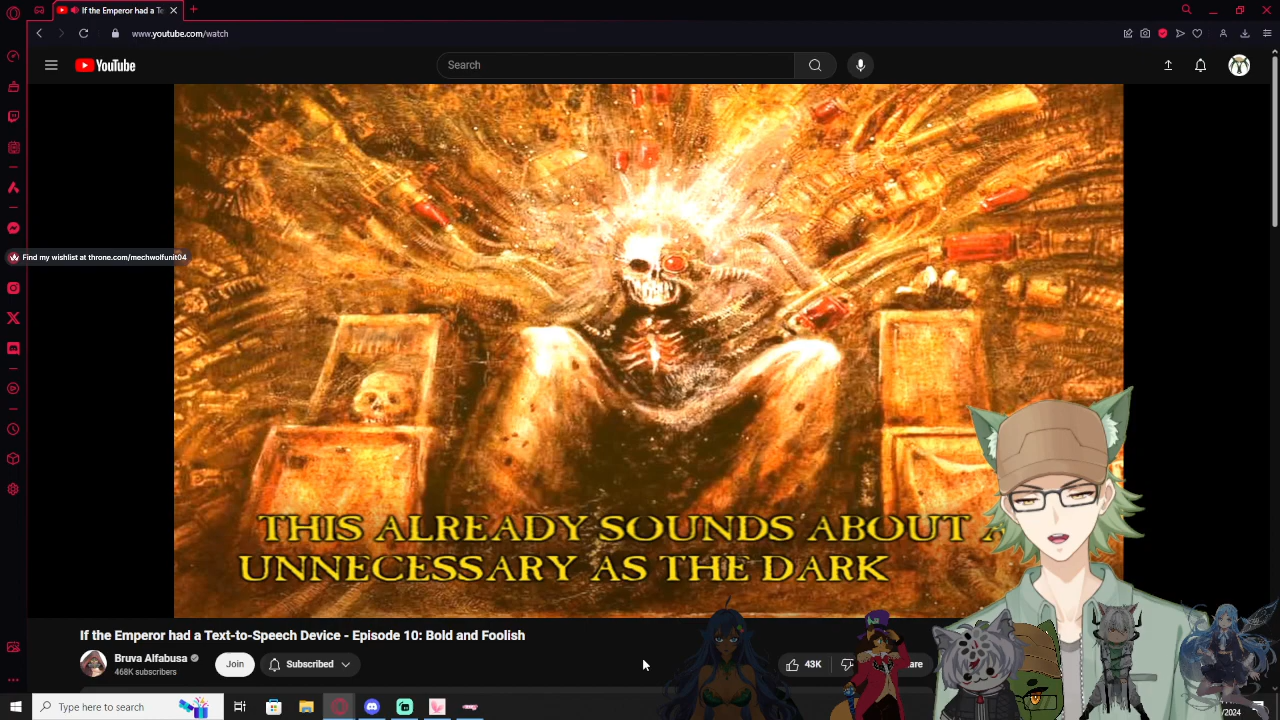 If the Emperor had a Te
www.youtube.com/watch
YouTube
Search
Find my wishlist at throne.com/mechwolfunit04
THIS ALREADY SOUNDS ABOUT
UNNECESSARY AS THE DARK
If the Emperor had a Text-to-Speech Device - Episode 10: Bold and Foolish
Bruva Alfabusa
468K subscribers
Join
Subscribed
43K
are
Type here to search
/2024